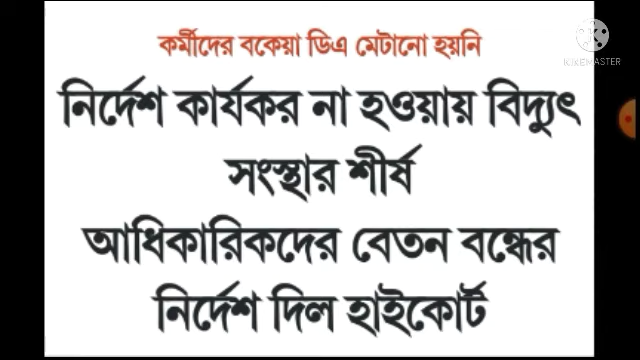 কর্মীদের বকেয়া ডিএ মেটানো হয়নি
নির্দেশ কার্যকর না হওয়ায় বিদ্যুৎ
সংস্থার শীর্ষ
আধিকারিকদের বেতন বন্ধের
নির্দেশ দিল হাইকোর্ট
KINEMASTER